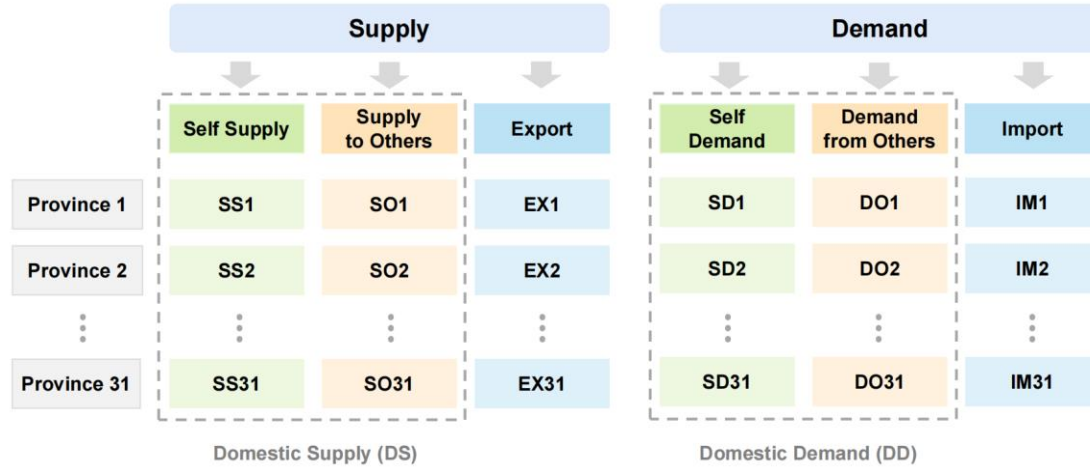 Supply
Demand
Self Supply
Supply
to Others
Export
Self
Demand
Demand
from Others
Import
Province 1
SS1
SO1
EX1
SD1
DO1
IM1
Province 2
SS2
SO2
EX2
SD2
DO2
IM2
Province 31
SS31
SO31
EX31
SD31
DO31
IM31
Domestic Supply (DS)
Domestic Demand (DD)